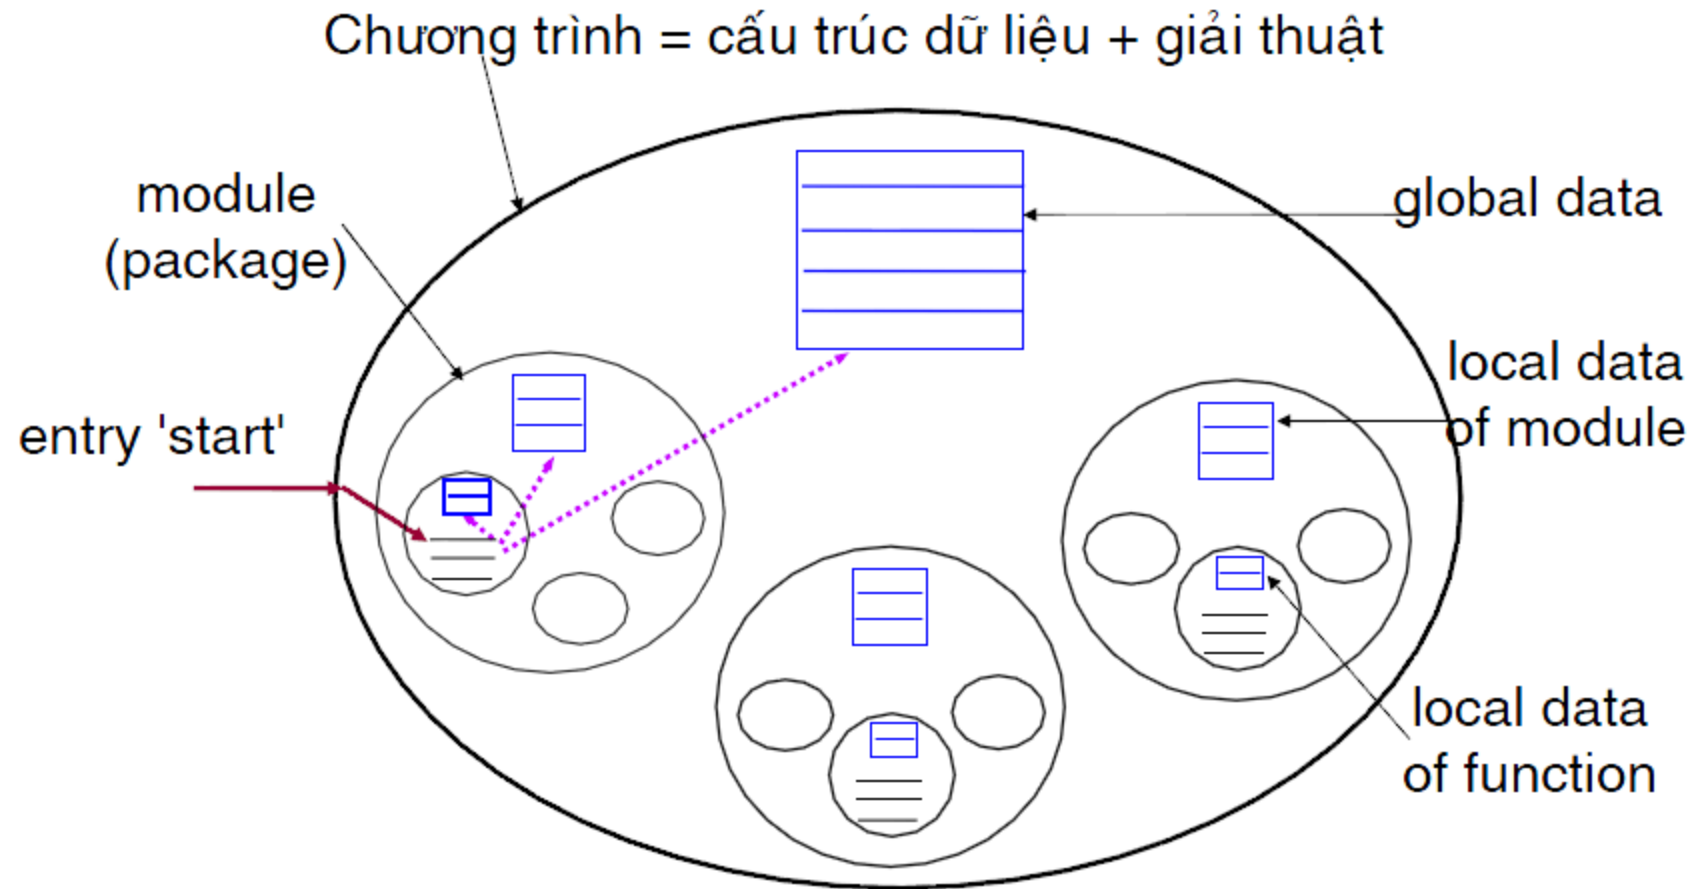 Chương trình = cấu trúc dữ liệu + giải thuật
module
(package)
global data
entry 'start'
local data
of module
local data
of function